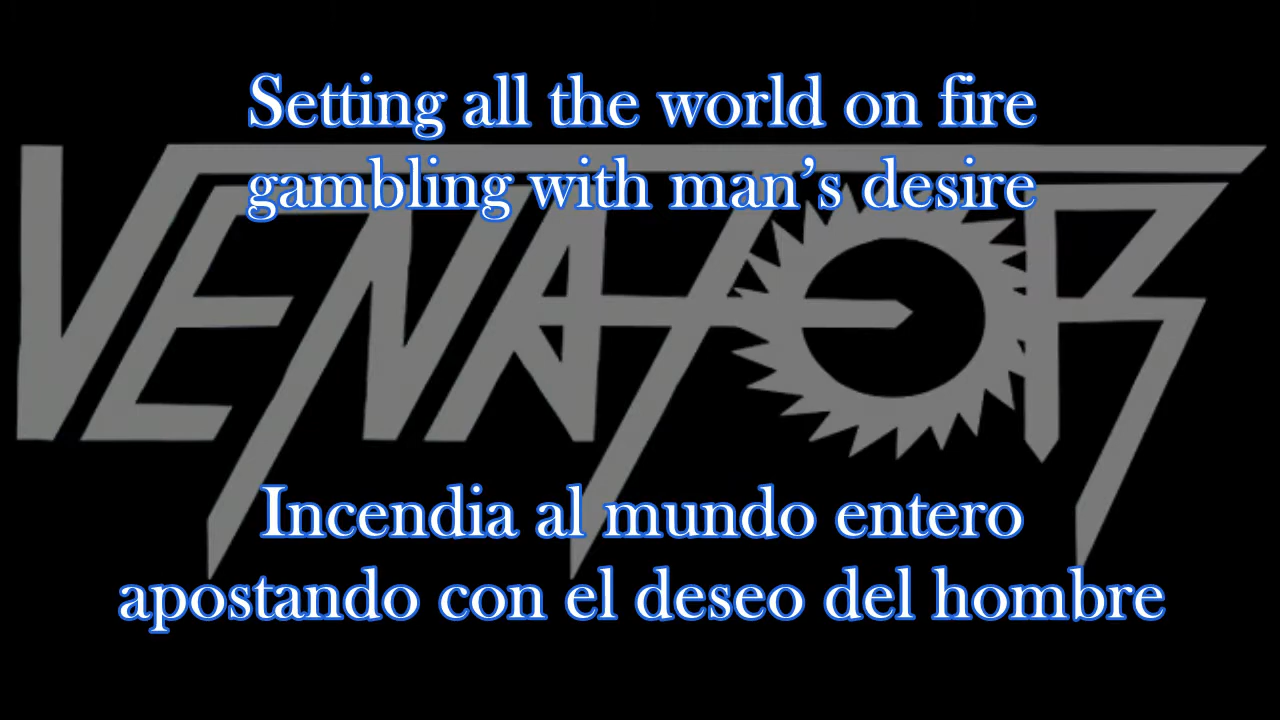 Setting all the world on fire
gambling with man’s desire
VENATOR
Incendia al mundo entero
apostando con el deseo del hombre